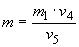 m = m₁ · v₄ / v₅